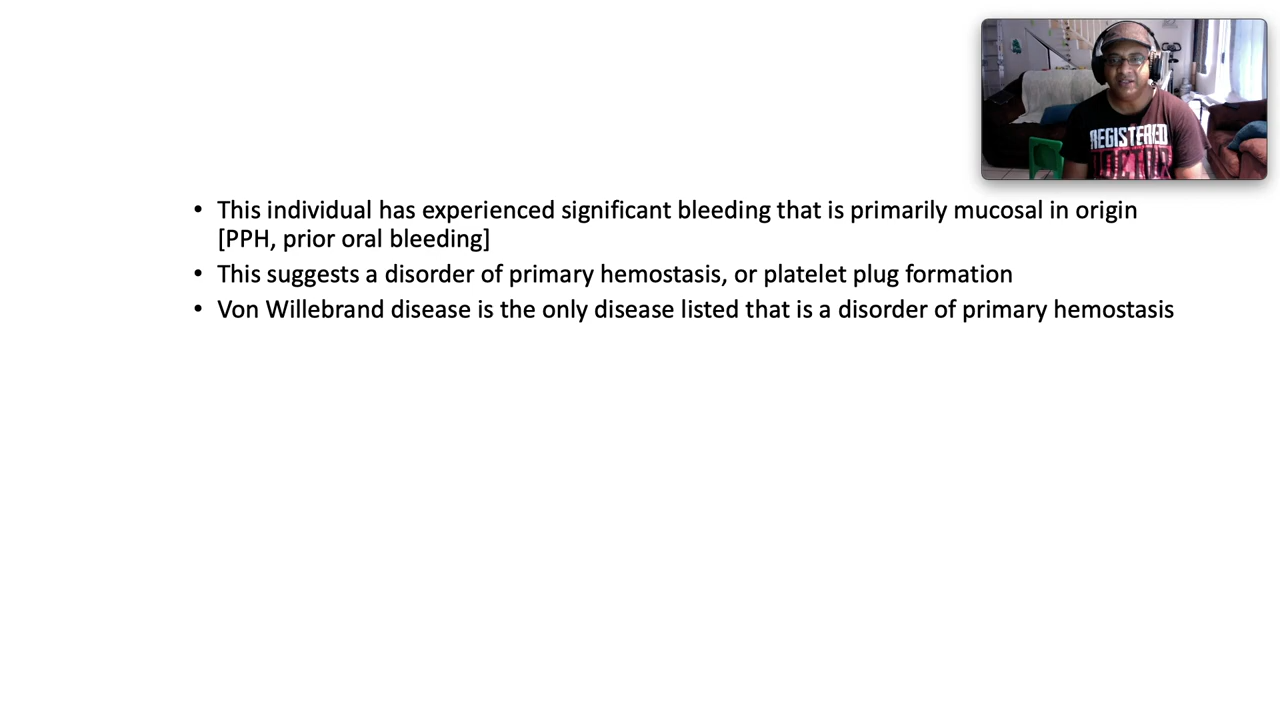 REGISTERED
• This individual has experienced significant bleeding that is primarily mucosal in origin
[PPH, prior oral bleeding]
• This suggests a disorder of primary hemostasis, or platelet plug formation
• Von Willebrand disease is the only disease listed that is a disorder of primary hemostasis